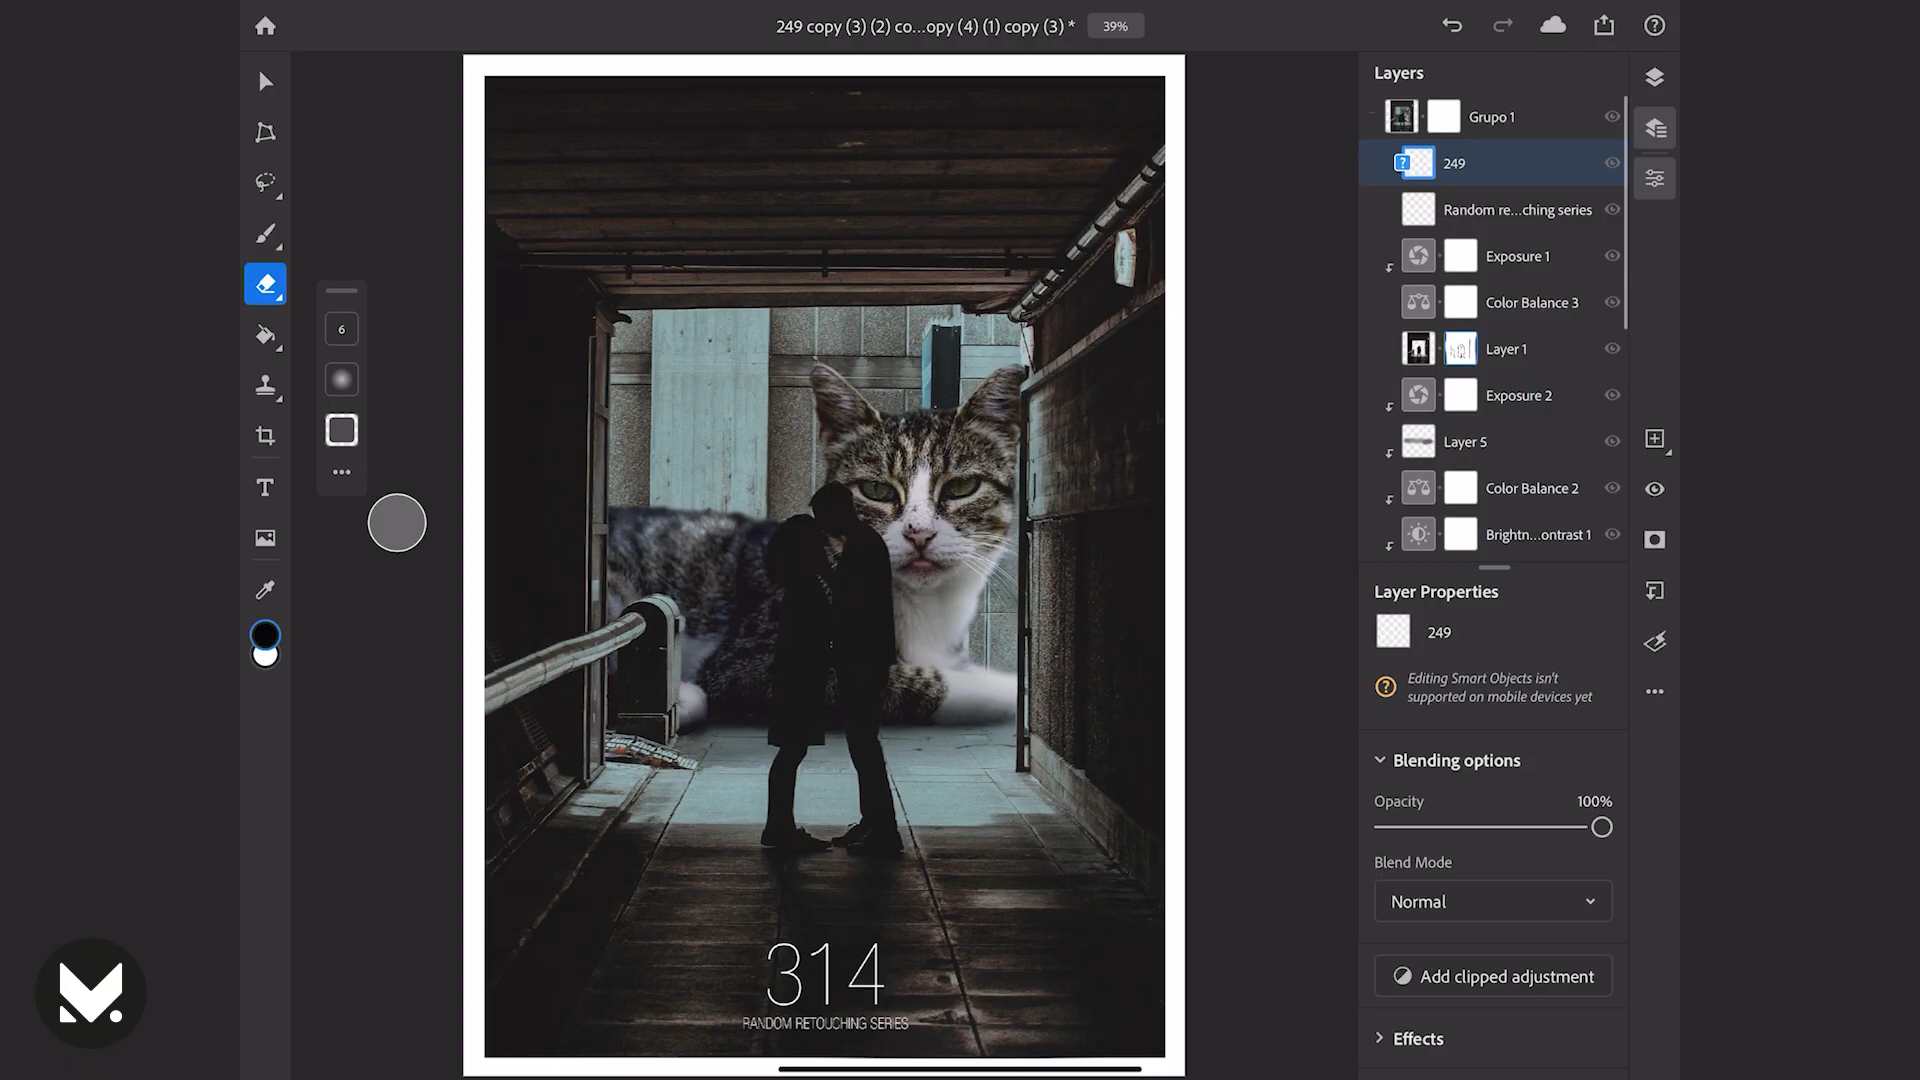 249 copy (3) (2) co...opy (4) (1) copy (3) *
39%
Layers
Grupo 1
249
Random re...ching series
Exposure 1
Color Balance 3
Layer 1
Exposure 2
Layer 5
Color Balance 2
Brightn...ontrast 1
6
Layer Properties
249
Editing Smart Objects isn't
supported on mobile devices yet
Blending options
Opacity 100%
Blend Mode
Normal
Add clipped adjustment
Effects
314
RANDOM RETOUCHING SERIES
M.